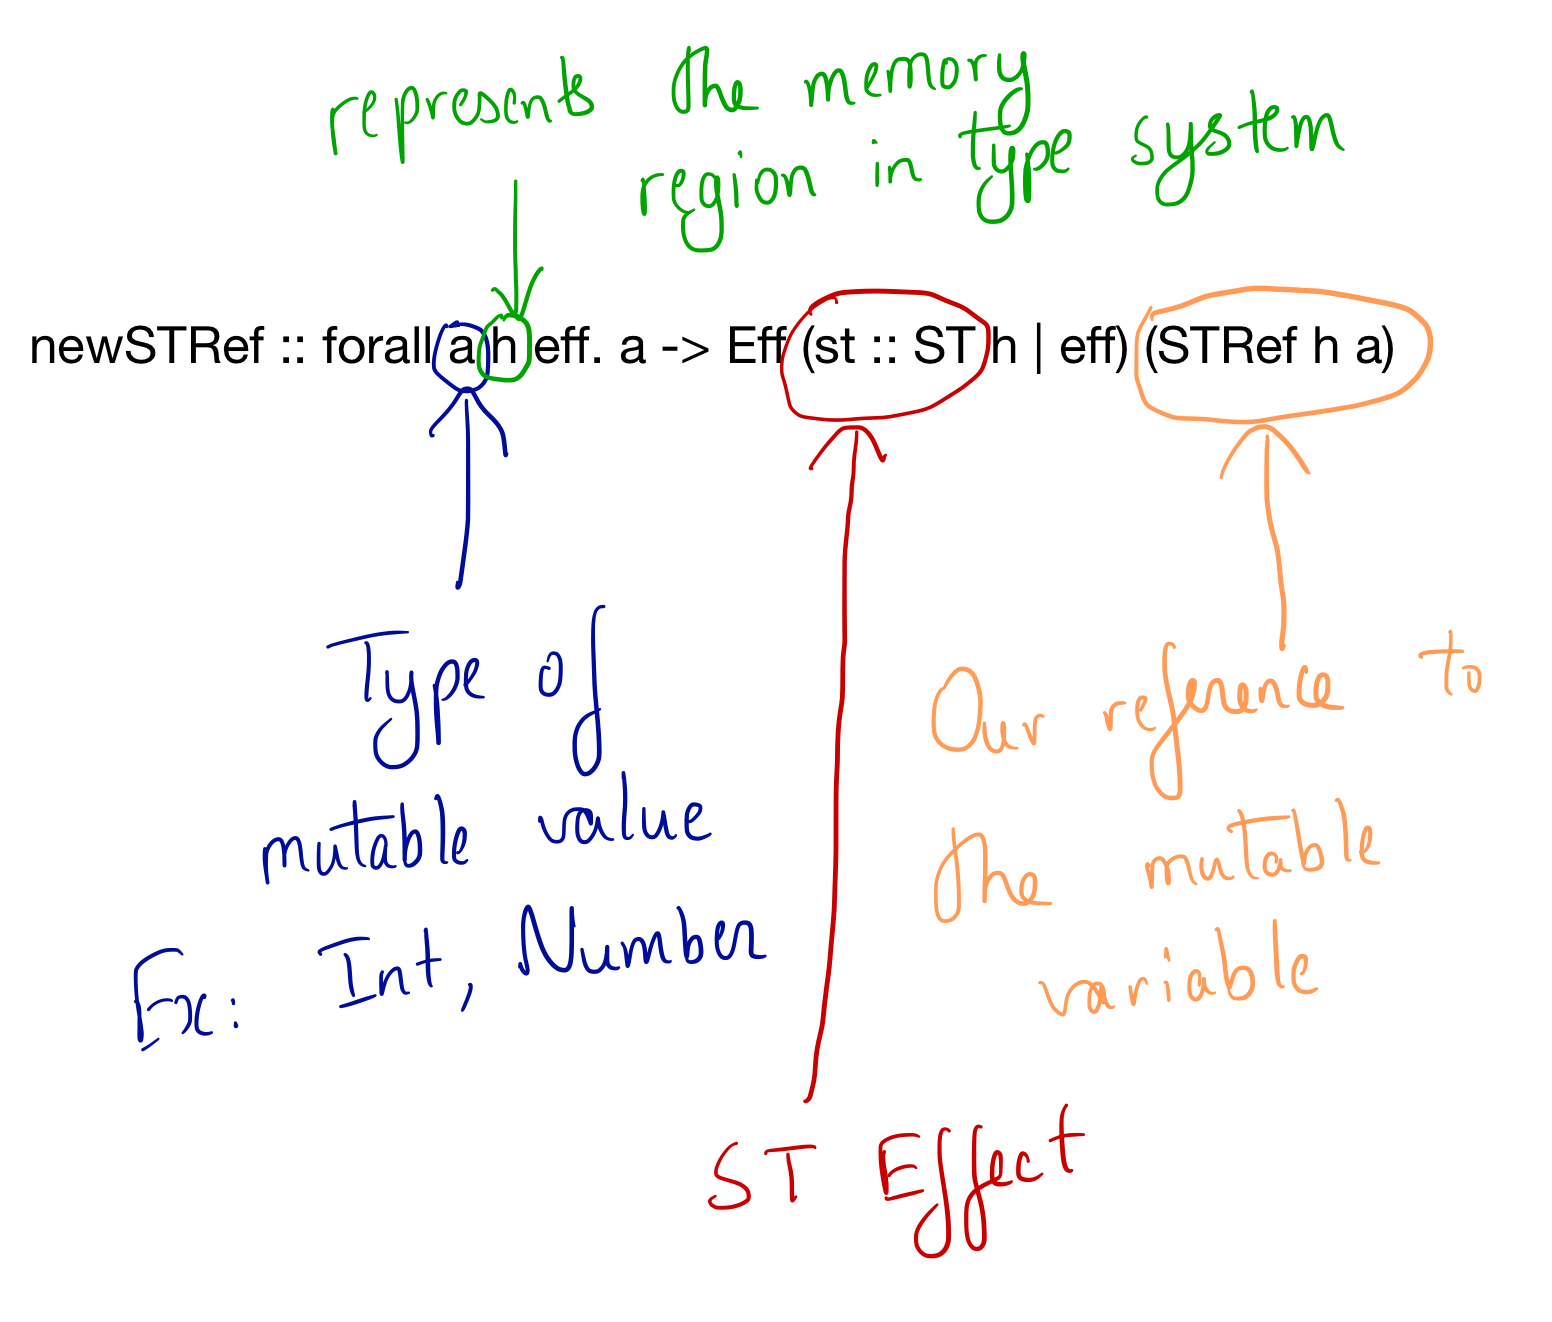 represents the memory
region in type system
newSTRef :: forall a h eff. a -> Eff (st :: ST h | eff) (STRef h a)
Type of
mutable value
Ex: Int, Number
Our reference to
the mutable
variable
ST Effect